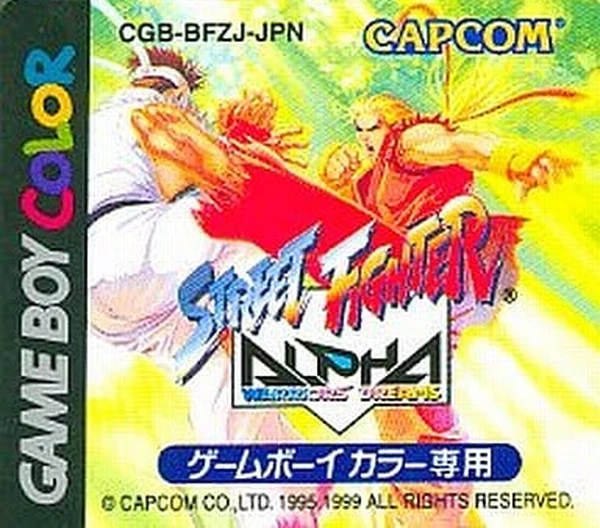 CGB-BFZJ-JPN
CAPCOM
GAME BOY COLOR
STREET FIGHTER®
ALPHA
WARRIORS' DREAMS
ゲームボーイ カラー専用
© CAPCOM CO.,LTD. 1995,1999 ALL RIGHTS RESERVED.